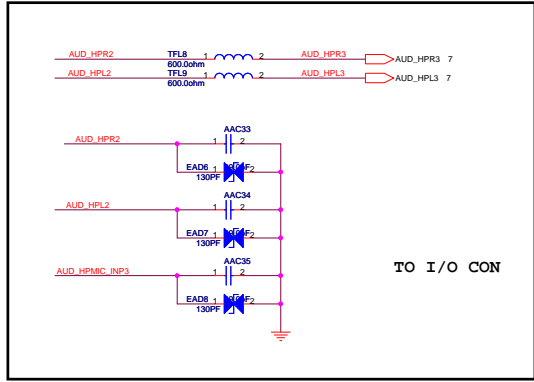 AUD_HPR2 TFL8 1 2 AUD_HPR3 AUD_HPR3 7
600.0ohm
AUD_HPL2 TFL9 1 2 AUD_HPL3 AUD_HPL3 7
600.0ohm
AAC33
AUD_HPR2 1 2
EAD6 1 2
130PF
AAC34
AUD_HPL2 1 2
EAD7 1 2
130PF
AAC35
AUD_HPMIC_INP3 1 2
EAD8 1 2
130PF
TO I/O CON